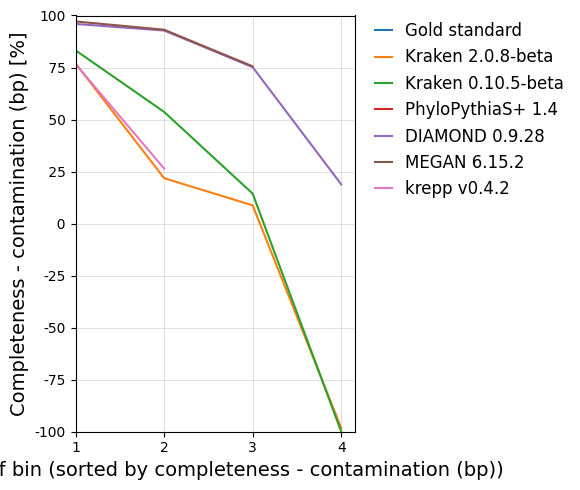 Completeness - contamination (bp) [%]
100
75
50
25
0
-25
-50
-75
-100
1 2 3 4
f bin (sorted by completeness - contamination (bp))
Gold standard
Kraken 2.0.8-beta
Kraken 0.10.5-beta
PhyloPythiaS+ 1.4
DIAMOND 0.9.28
MEGAN 6.15.2
krepp v0.4.2